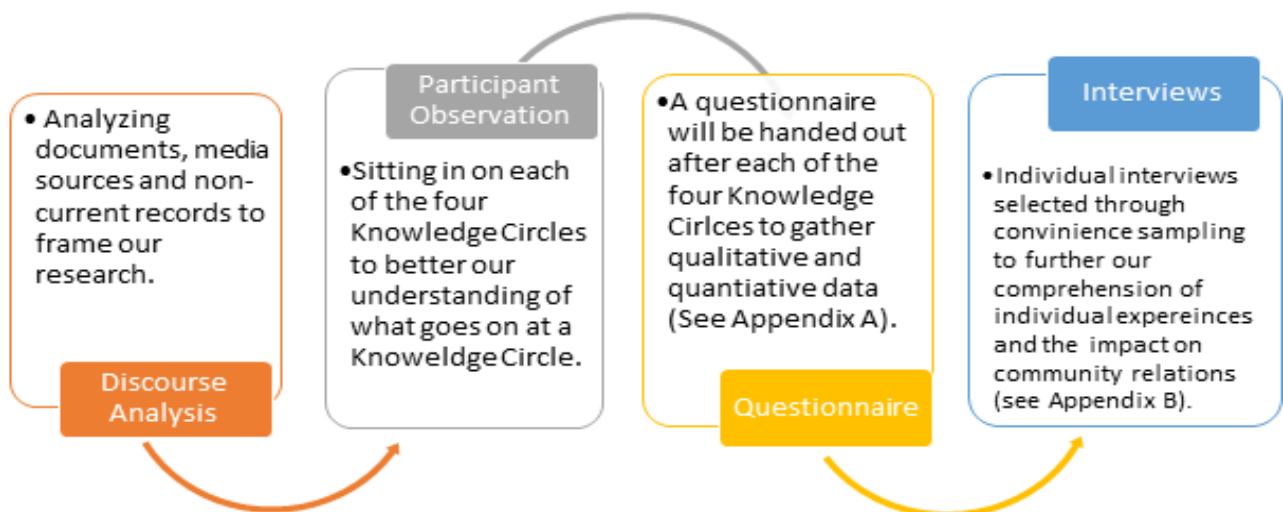 • Analyzing
documents, media
sources and non-
current records to
frame our
research.
Discourse
Analysis
Participant
Observation
•Sitting in on each
of the four
Knowledge Circles
to better our
understanding of
what goes on at a
Knoweldge Circle.
•A questionnaire
will be handed out
after each of the
four Knowledge
Cirlces to gather
qualitative and
quantiative data
(See Appendix A).
Questionnaire
Interviews
•Individual interviews
selected through
convinience sampling
to further our
comprehension of
individual expereinces
and the impact on
community relations
(see Appendix B).